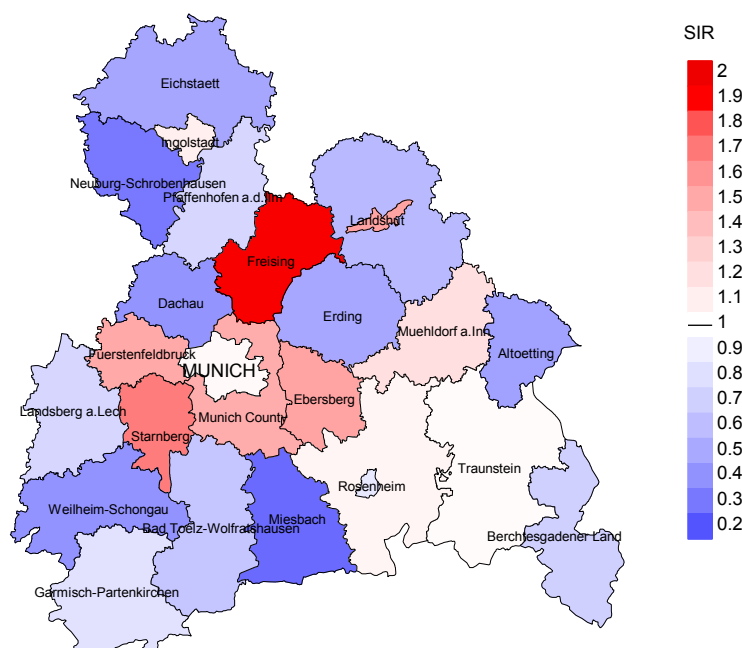 SIR
2
1.9
1.8
1.7
1.6
1.5
1.4
1.3
1.2
1.1
1
0.9
0.8
0.7
0.6
0.5
0.4
0.3
0.2
Eichstaett
Ingolstadt
Neuburg-Schrobenhausen
Pfaffenhofen a.d.Ilm
Landshut
Freising
Dachau
Erding
Muehldorf a.Inn
Altoetting
Fuerstenfeldbruck
MUNICH
Ebersberg
Landsberg a.Lech
Munich County
Starnberg
Traunstein
Rosenheim
Weilheim-Schongau
Miesbach
Bad Toelz-Wolfratshausen
Berchtesgadener Land
Garmisch-Partenkirchen